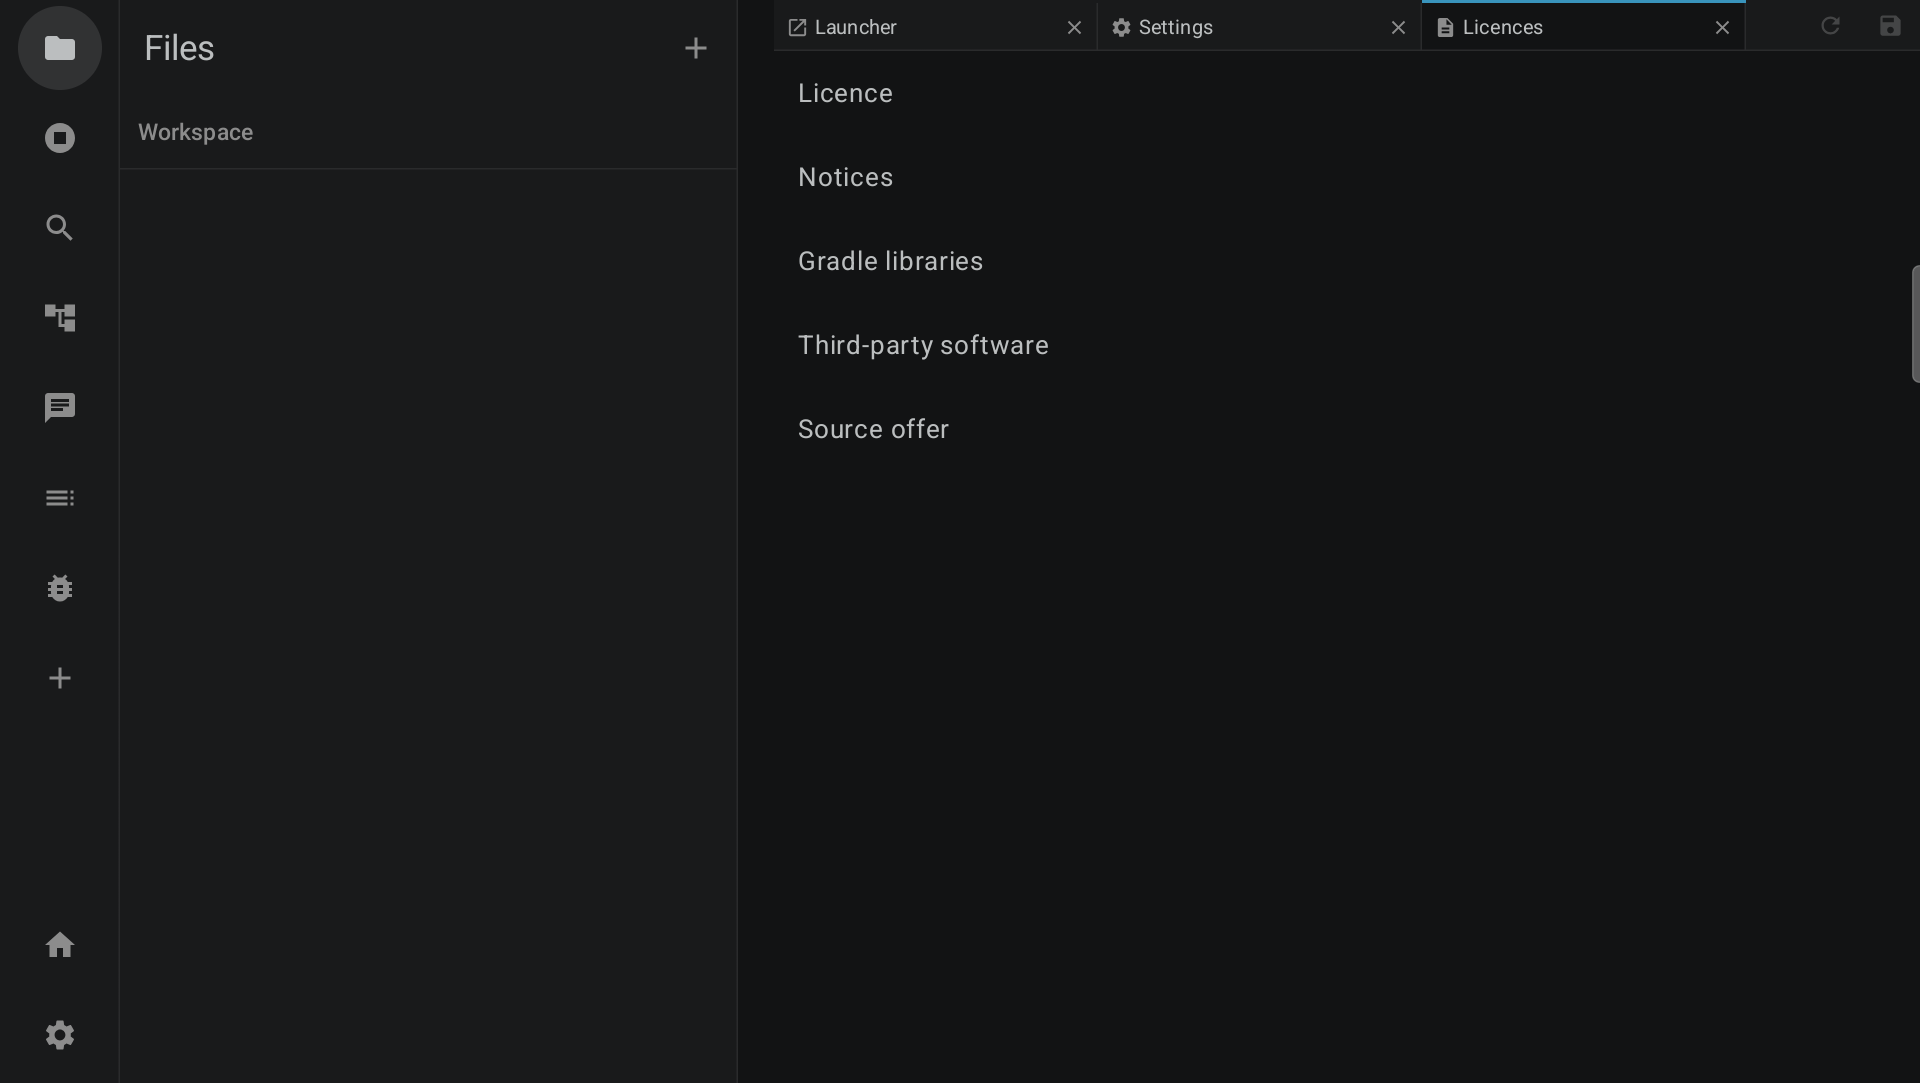 Files
Workspace
Launcher
Settings
Licences
Licence
Notices
Gradle libraries
Third-party software
Source offer